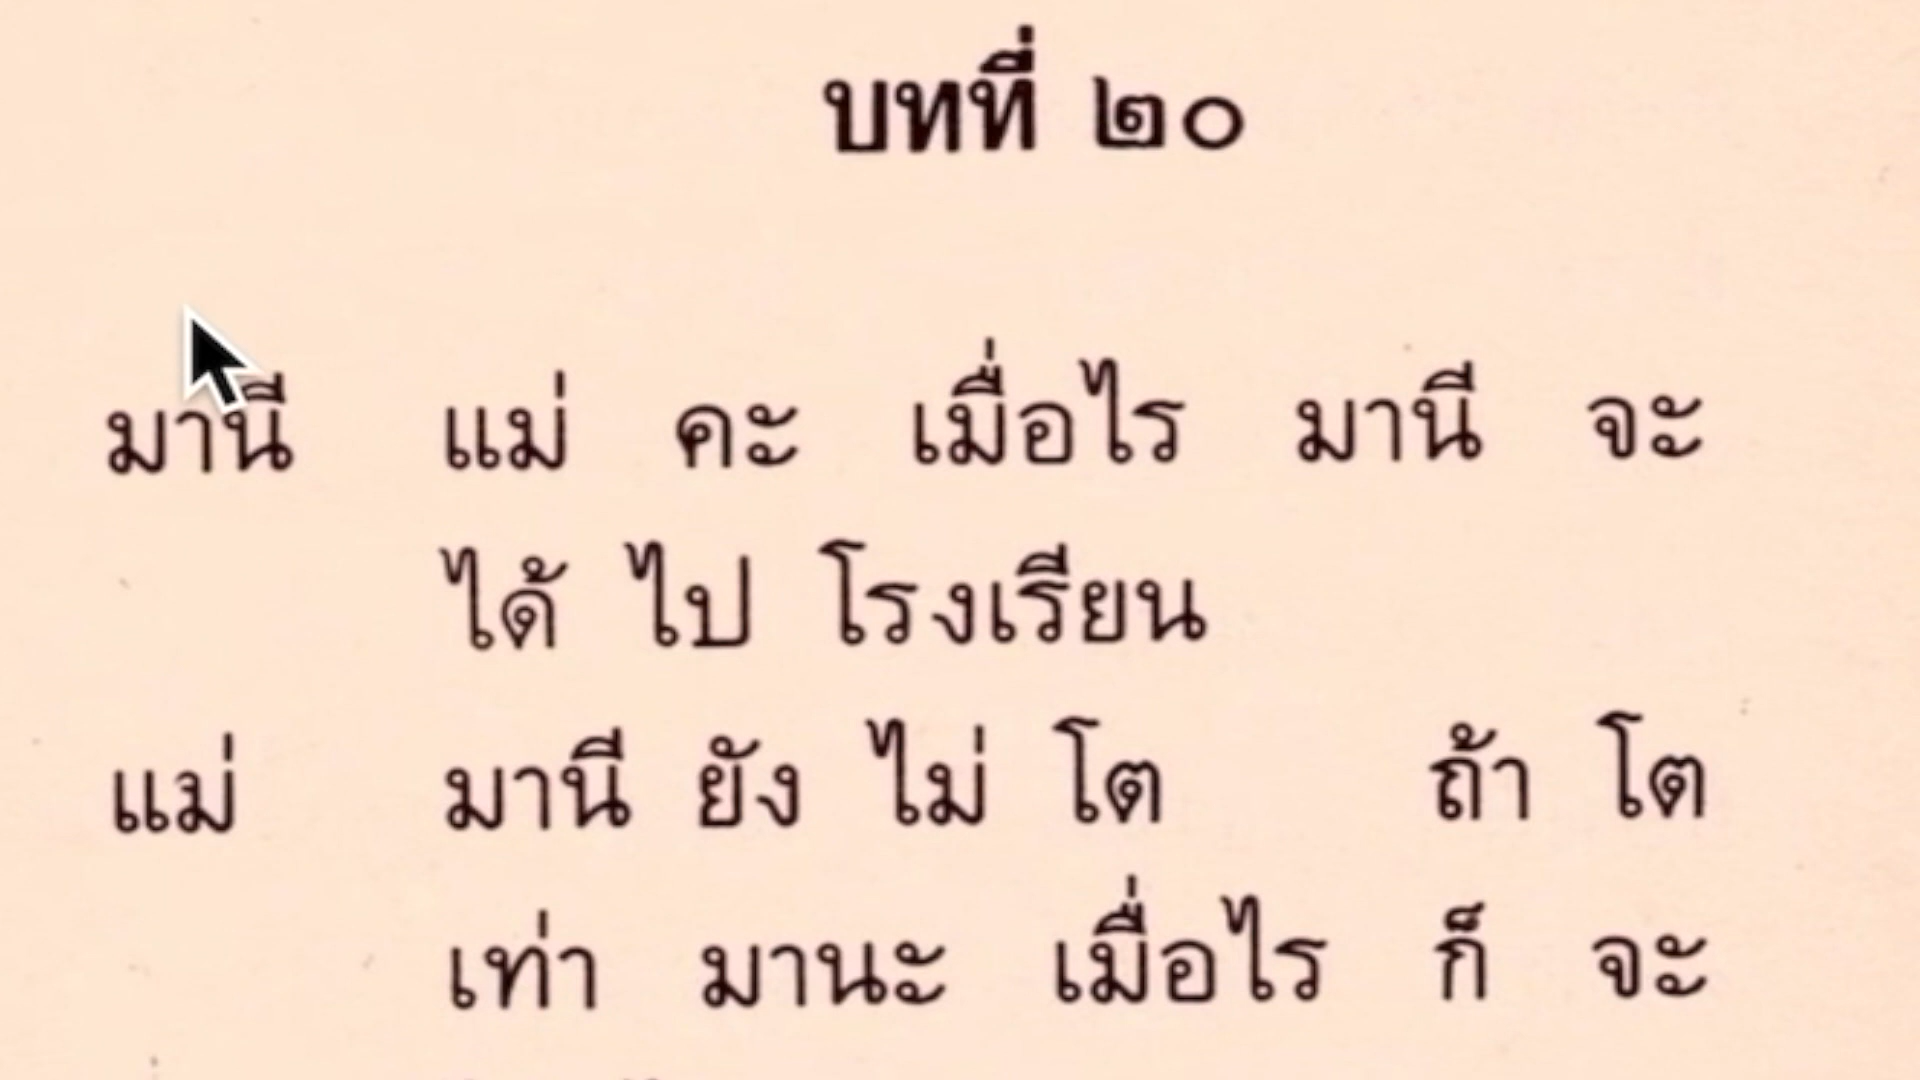 บทที่ ๒๐
มานี แม่ คะ เมื่อไร มานี จะ
ได้ ไป โรงเรียน
แม่ มานี ยัง ไม่ โต ถ้า โต
เท่า มานะ เมื่อไร ก็ จะ